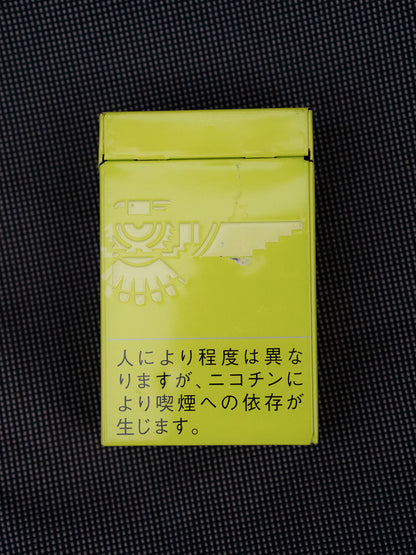 人により程度は異な
りますが、ニコチンに
より喫煙への依存が
生じます。